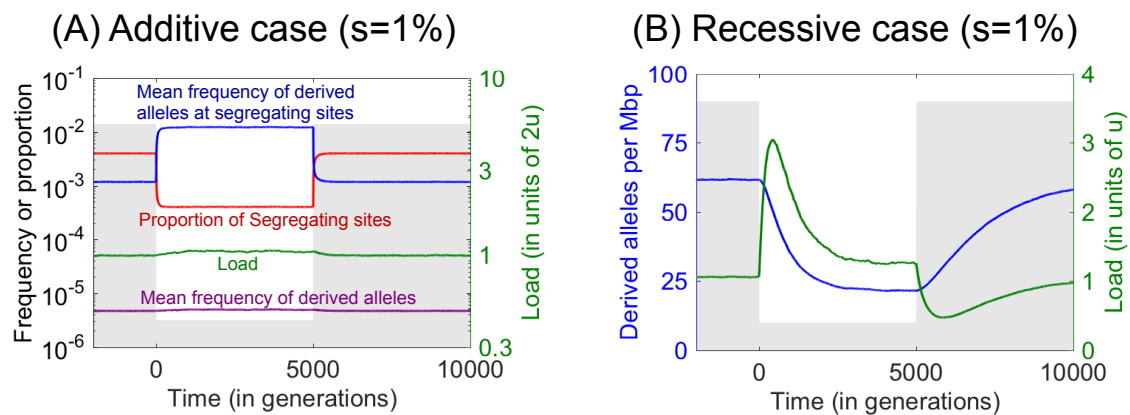 (A) Additive case (s=1%)
Frequency or proportion
10⁻¹
10⁻²
10⁻³
10⁻⁴
10⁻⁵
10⁻⁶
Mean frequency of derived
alleles at segregating sites
Proportion of Segregating sites
Load
Mean frequency of derived alleles
10
3
1
0.3
Load (in units of 2u)
0
5000
10000
Time (in generations)
(B) Recessive case (s=1%)
Derived alleles per Mbp
100
75
50
25
0
4
3
2
1
0
Load (in units of u)
0
5000
10000
Time (in generations)